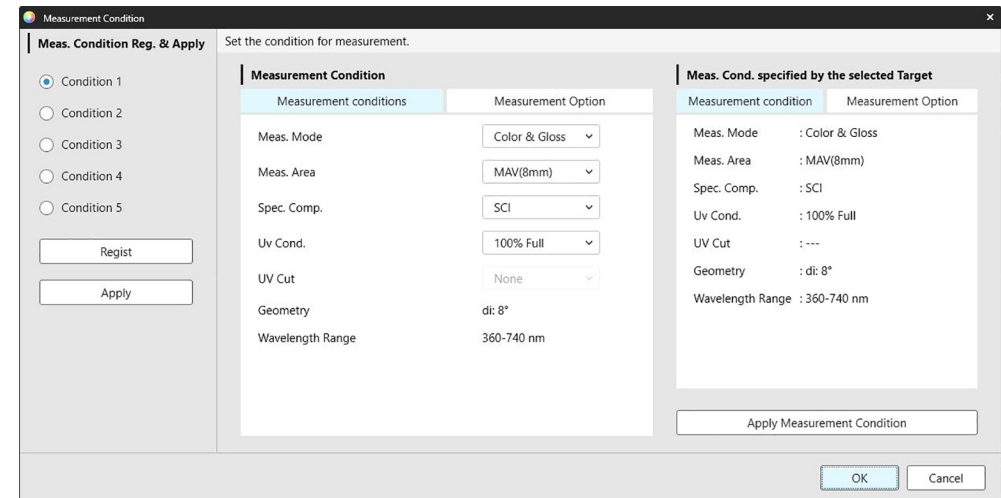 Measurement Condition
Meas. Condition Reg. & Apply
Condition 1
Condition 2
Condition 3
Condition 4
Condition 5
Regist
Apply
Set the condition for measurement.
Measurement Condition
Measurement conditions Measurement Option
Meas. Mode Color & Gloss
Meas. Area MAV(8mm)
Spec. Comp. SCI
Uv Cond. 100% Full
UV Cut None
Geometry di: 8°
Wavelength Range 360-740 nm
Meas. Cond. specified by the selected Target
Measurement condition Measurement Option
Meas. Mode : Color & Gloss
Meas. Area : MAV(8mm)
Spec. Comp. : SCI
Uv Cond. : 100% Full
UV Cut : ---
Geometry : di: 8°
Wavelength Range : 360-740 nm
Apply Measurement Condition
OK Cancel